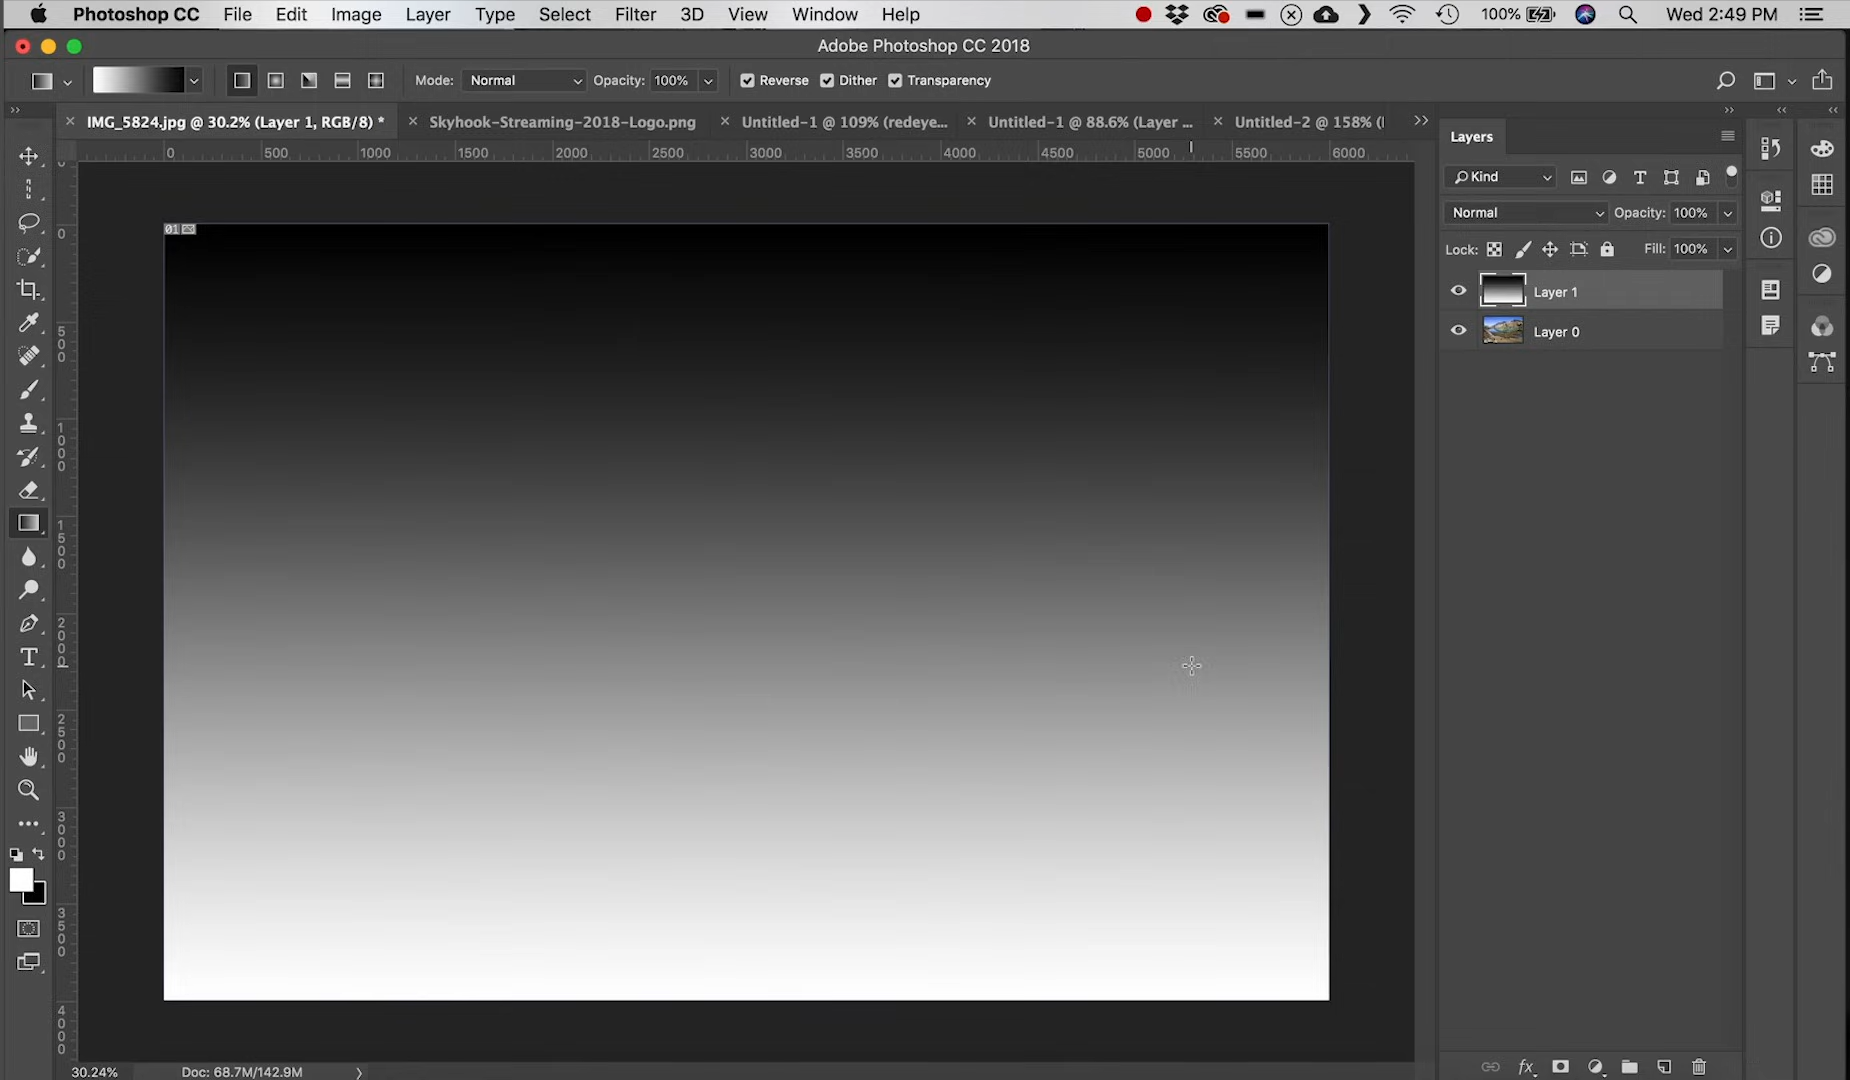 Photoshop CC File Edit Image Layer Type Select Filter 3D View Window Help 100% Wed 2:49 PM
Adobe Photoshop CC 2018
Mode: Normal Opacity: 100% Reverse Dither Transparency
IMG_5824.jpg @ 30.2% (Layer 1, RGB/8) * Skyhook-Streaming-2018-Logo.png Untitled-1 @ 109% (redeye... Untitled-1 @ 88.6% (Layer ... Untitled-2 @ 158% (
0 500 1000 1500 2000 2500 3000 3500 4000 4500 5000 5500 6000
0
500
1000
1500
2000
2500
3000
3500
4000
01
Layers
Kind
Normal Opacity: 100%
Lock: Fill: 100%
Layer 1
Layer 0
fx
30.24% Doc: 68.7M/142.9M